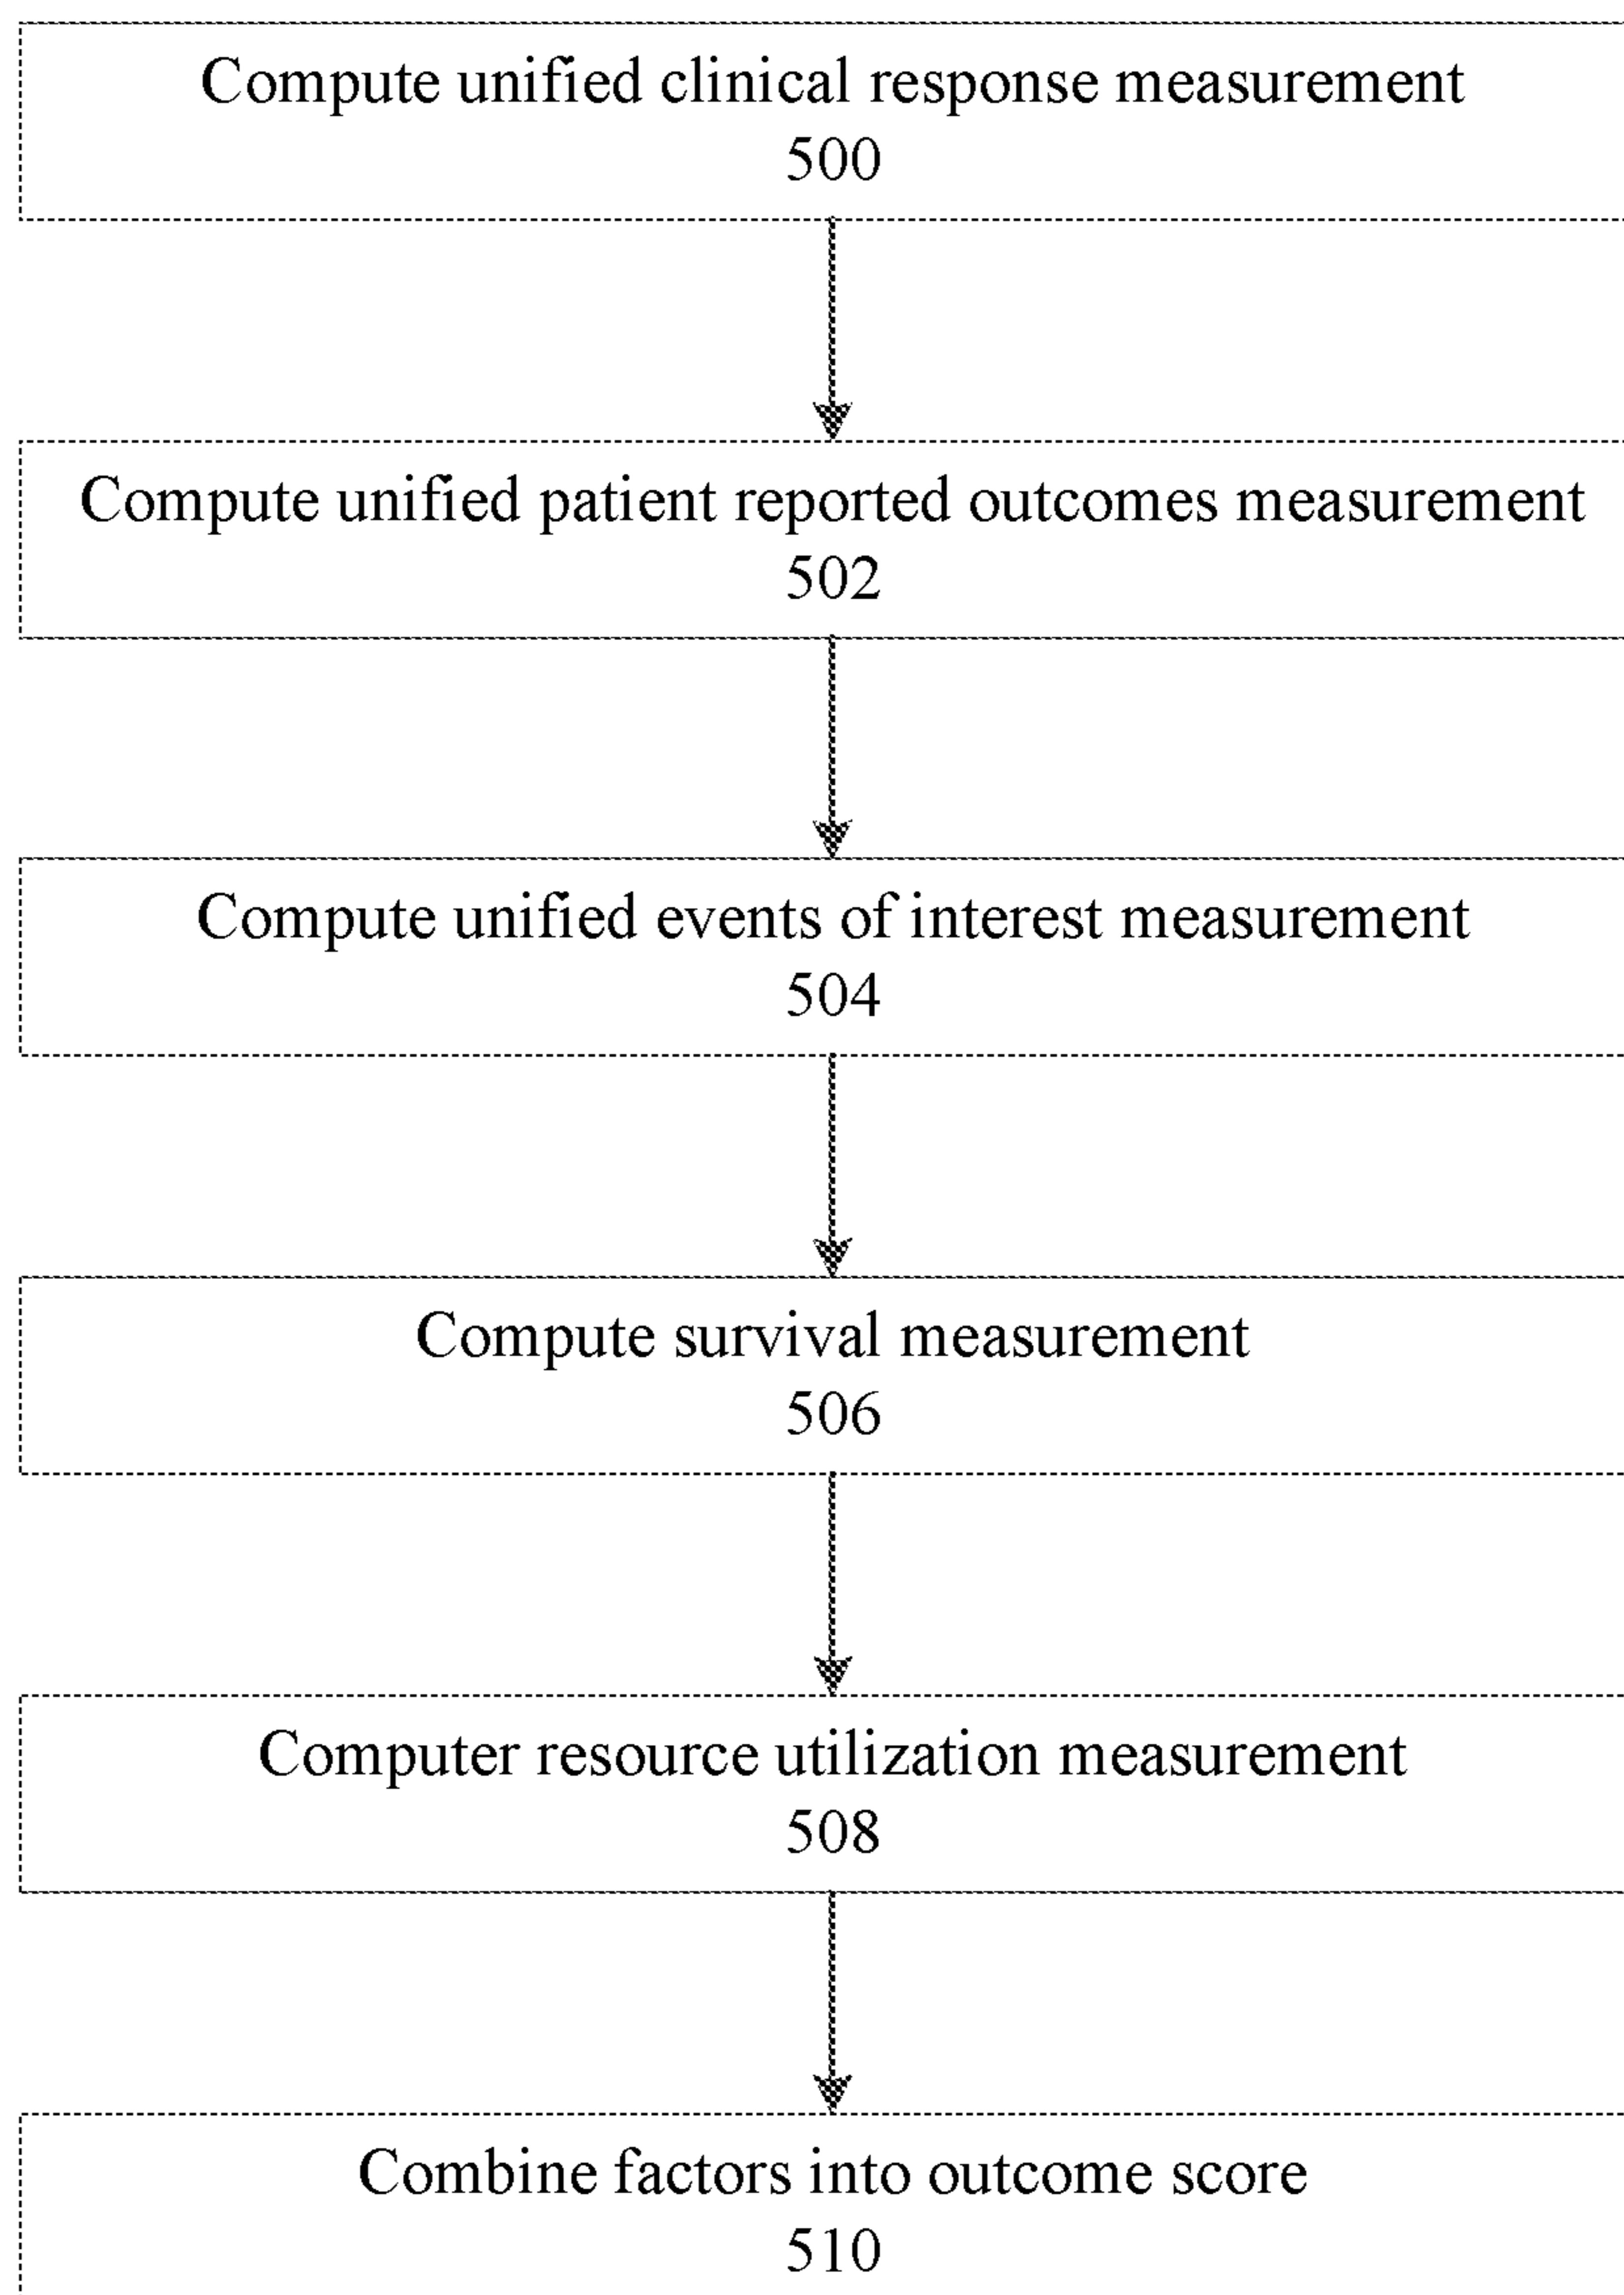 Compute unified clinical response measurement
500
Compute unified patient reported outcomes measurement
502
Compute unified events of interest measurement
504
Compute survival measurement
506
Computer resource utilization measurement
508
Combine factors into outcome score
510